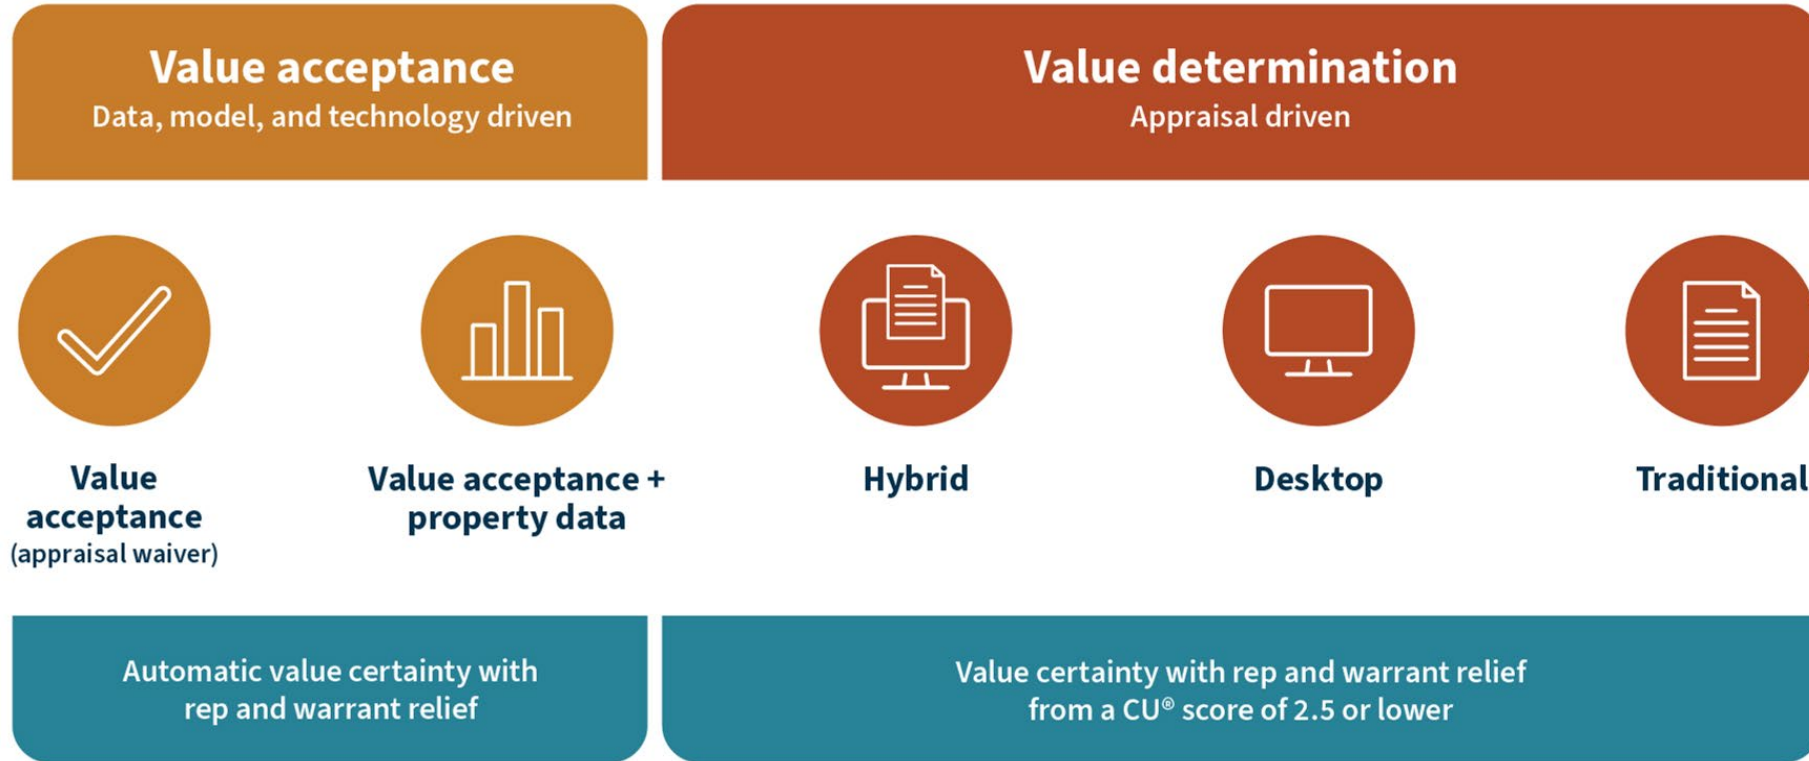 Value acceptance
Data, model, and technology driven
Value determination
Appraisal driven
Value
acceptance
(appraisal waiver)
Value acceptance +
property data
Hybrid
Desktop
Traditional
Automatic value certainty with
rep and warrant relief
Value certainty with rep and warrant relief
from a CU® score of 2.5 or lower